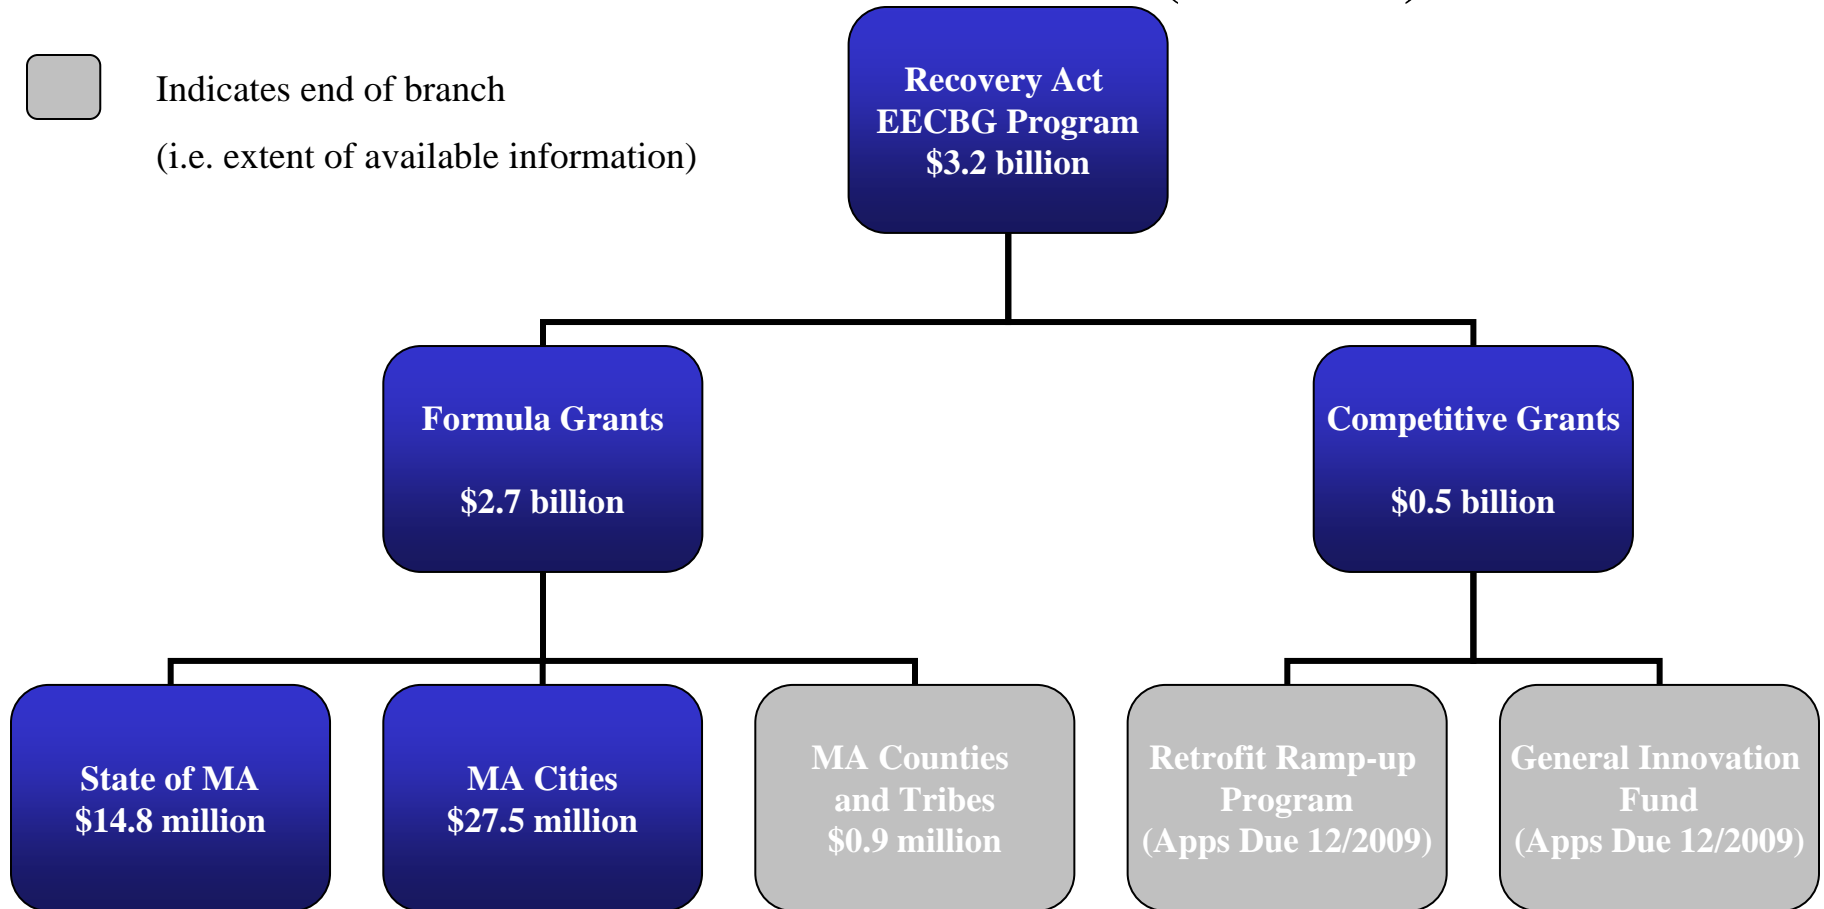 Indicates end of branch
(i.e. extent of available information)
Recovery Act
EECBG Program
$3.2 billion
Formula Grants
$2.7 billion
Competitive Grants
$0.5 billion
State of MA
$14.8 million
MA Cities
$27.5 million
MA Counties
and Tribes
$0.9 million
Retrofit Ramp-up
Program
(Apps Due 12/2009)
General Innovation
Fund
(Apps Due 12/2009)